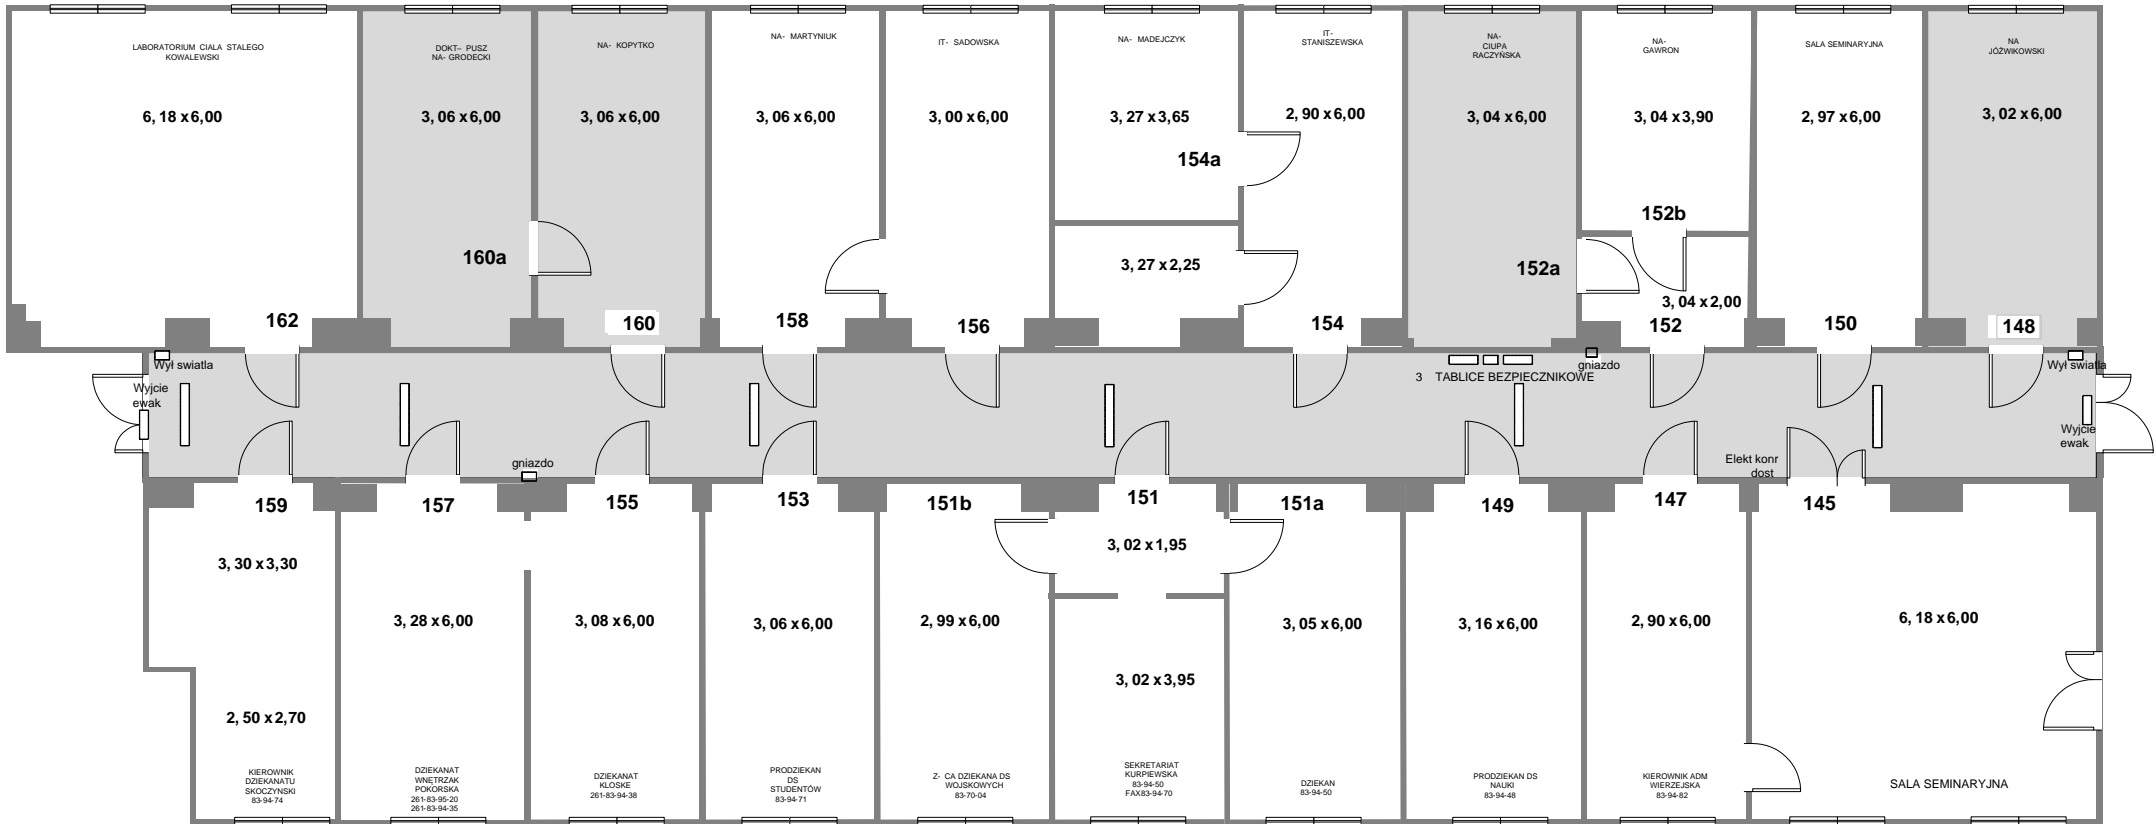 LABORATORIUM CIALA STALEGO
KOWALEWSKI
6, 18 x 6,00
162
DOKT– PUSZ
NA- GRODECKI
3, 06 x 6,00
160a
NA- KOPYTKO
3, 06 x 6,00
160
NA- MARTYNIUK
3, 06 x 6,00
158
IT- SADOWSKA
3, 00 x 6,00
156
NA- MADEJCZYK
3, 27 x 3,65
154a
3, 27 x 2,25
IT-
STANISZEWSKA
2, 90 x 6,00
154
NA-
CIUPA
RACZYŃSKA
3, 04 x 6,00
152a
NA-
GAWRON
3, 04 x 3,90
152b
3, 04 x 2,00
152
SALA SEMINARYJNA
2, 97 x 6,00
150
NA
JÓŹWIKOWSKI
3, 02 x 6,00
148
Wył swiatla
Wyjcie
ewak
gniazdo
3 TABLICE BEZPIECZNIKOWE
gniazdo
Wył swiatla
Wyjcie
ewak
Elekt konr
dost
159
3, 30 x 3,30
2, 50 x 2,70
KIEROWNIK
DZIEKANATU
SKOCZYNSKI
83-94-74
157
3, 28 x 6,00
DZIEKANAT
WNĘTRZAK
POKORSKA
261-83-95-20
261-83-94-35
155
3, 08 x 6,00
DZIEKANAT
KLOSKE
261-83-94-38
153
3, 06 x 6,00
PRODZIEKAN
DS
STUDENTÓW
83-94-71
151b
2, 99 x 6,00
Z- CA DZIEKANA DS
WOJSKOWYCH
83-70-04
151
3, 02 x 1,95
3, 02 x 3,95
SEKRETARIAT
KURPIEWSKA
83-94-50
FAX83-94-70
151a
3, 05 x 6,00
DZIEKAN
83-94-50
149
3, 16 x 6,00
PRODZIEKAN DS
NAUKI
83-94-48
147
2, 90 x 6,00
KIEROWNIK ADM
WIERZEJSKA
83-94-82
145
6, 18 x 6,00
SALA SEMINARYJNA